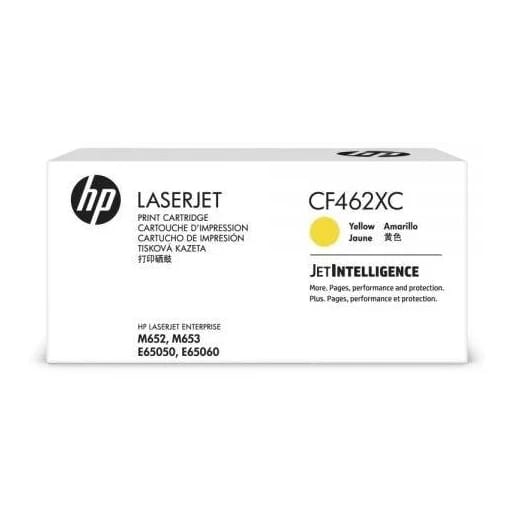 hp
LASERJET
PRINT CARTRIDGE
CARTOUCHE D'IMPRESSION
CARTUCHO DE IMPRESIÓN
TISKOVÁ KAZETA
打印硒鼓
HP LASERJET ENTERPRISE
M652, M653
E65050, E65060
CF462XC
Yellow Amarillo
Jaune 黄色
JETINTELLIGENCE
More. Pages, performance and protection.
Plus. Pages, performance et protection.